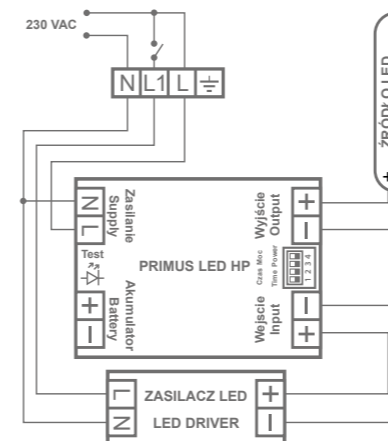 230 VAC
N L1 L
ŹRÓDŁO LED
+
N
L
Zasilanie
Supply
Wyjście
Output
+
−
Test
PRIMUS LED HP
Czas Moc
Time Power
1 2 3 4
+
−
Akumulator
Battery
Wejscie
Input
−
+
L
ZASILACZ LED
+
N
LED DRIVER
−